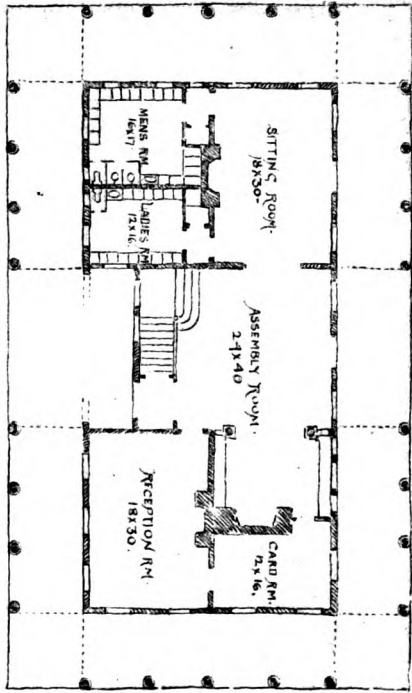 SITTING ROOM.
18X30-
MENS RM.
16X17.
LADIES RM.
12X16.
ASSEMBLY ROOM.
24X40
RECEPTION RM.
18X30.
CARD RM.
12X16.